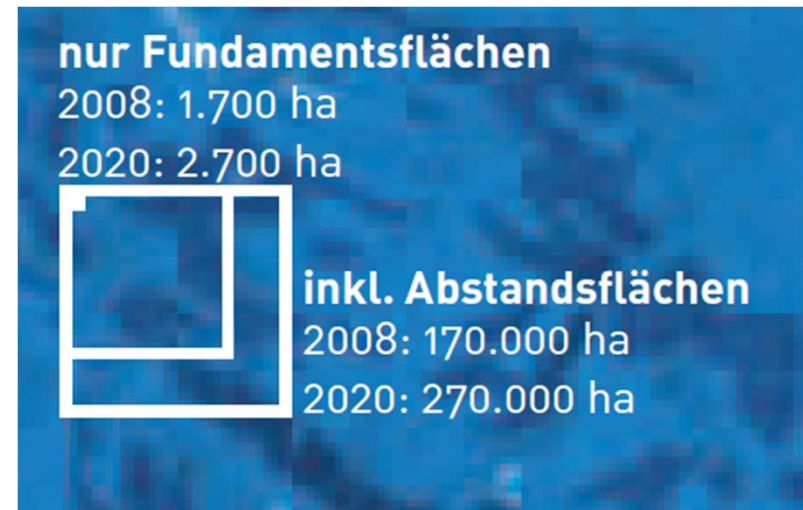 nur Fundamentsflächen
2008: 1.700 ha
2020: 2.700 ha
inkl. Abstandsflächen
2008: 170.000 ha
2020: 270.000 ha